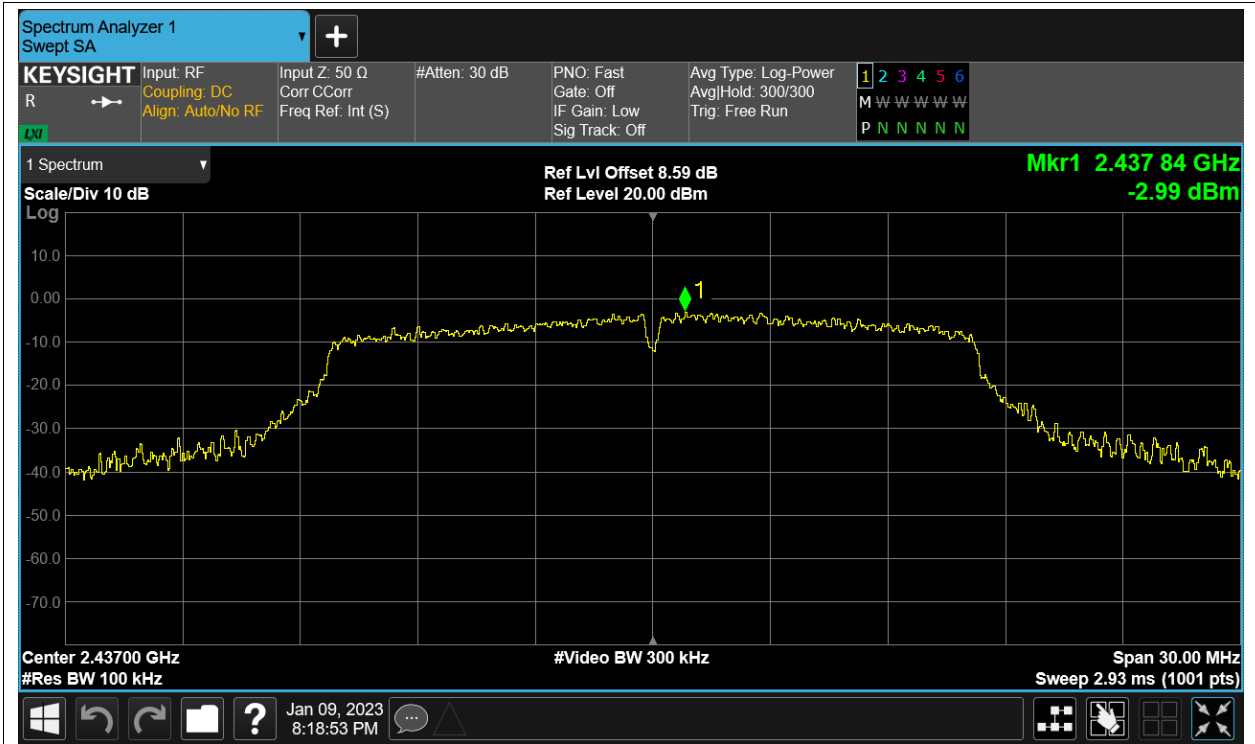 Spectrum Analyzer 1
Swept SA
KEYSIGHT
R
LXI
Input: RF
Coupling: DC
Align: Auto/No RF
Input Z: 50 Ω
Corr CCorr
Freq Ref: Int (S)
#Atten: 30 dB
PNO: Fast
Gate: Off
IF Gain: Low
Sig Track: Off
Avg Type: Log-Power
Avg|Hold: 300/300
Trig: Free Run
1 2 3 4 5 6
M W W W W W
P N N N N N
1 Spectrum
Scale/Div 10 dB
Log
Ref Lvl Offset 8.59 dB
Ref Level 20.00 dBm
Mkr1 2.437 84 GHz
-2.99 dBm
10.0
0.00
-10.0
-20.0
-30.0
-40.0
-50.0
-60.0
-70.0
1
Center 2.43700 GHz
#Res BW 100 kHz
#Video BW 300 kHz
Span 30.00 MHz
Sweep 2.93 ms (1001 pts)
?
Jan 09, 2023
8:18:53 PM